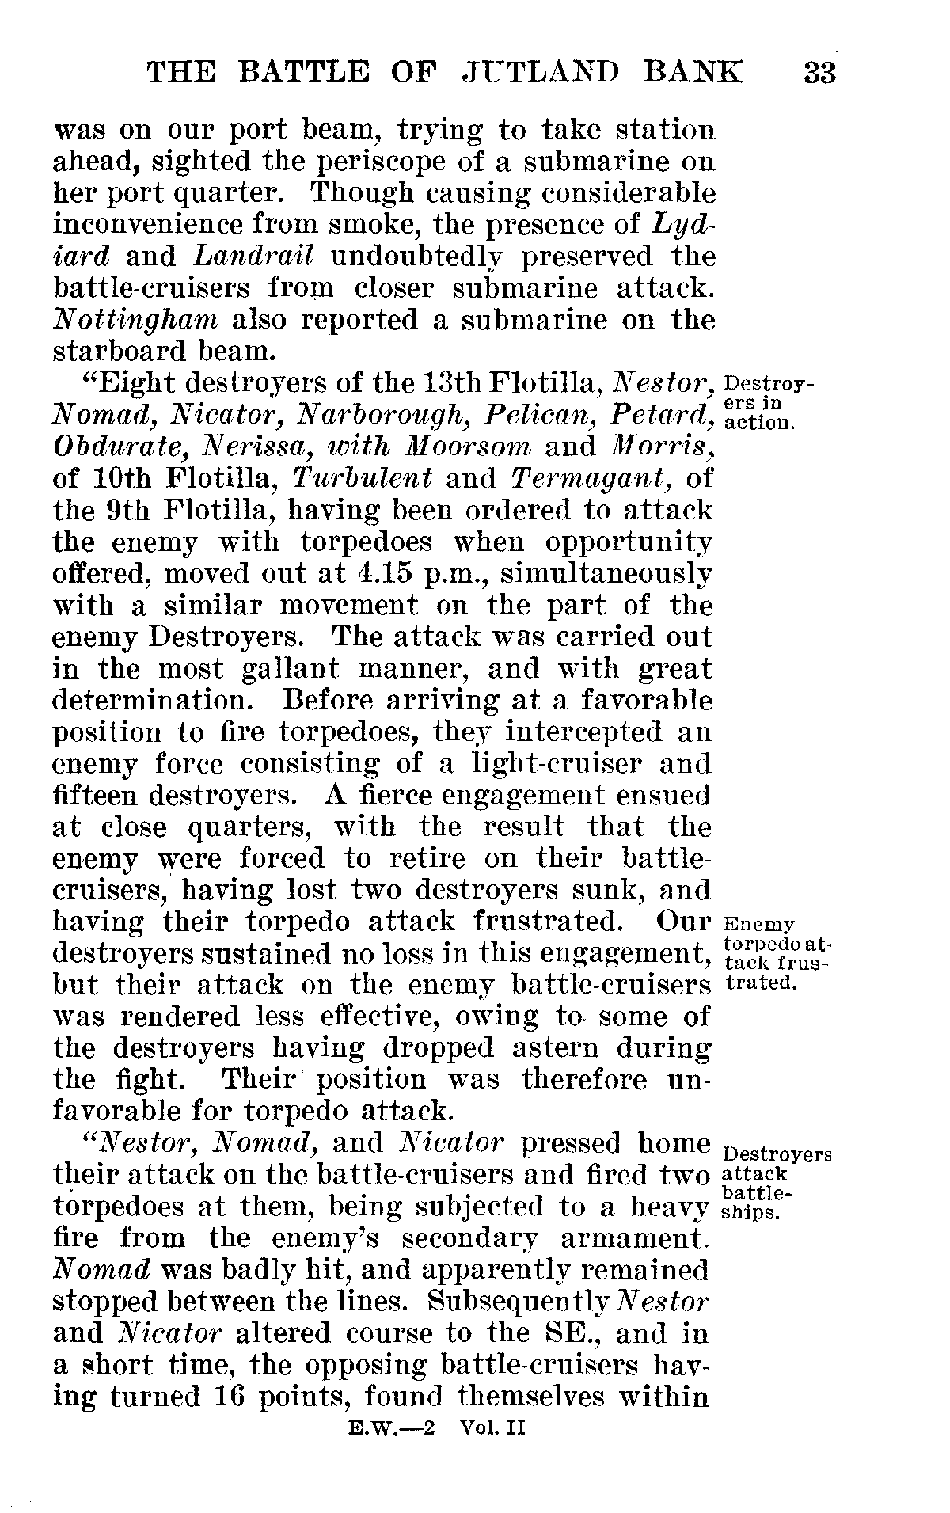 THE BATTLE OF JUTLAND BANK 33
was on our port beam, trying to take station
ahead, sighted the periscope of a submarine on
her port quarter. Though causing considerable
inconvenience from smoke, the presence of Lyd-
iard and Landrail undoubtedly preserved the
battle-cruisers from closer submarine attack.
Nottingham also reported a submarine on the
starboard beam.
“Eight destroyers of the 13th Flotilla, Nestor,
Nomad, Nicator, Narborough, Pelican, Petard,
Obdurate, Nerissa, with Moorsom and Morris,
of 10th Flotilla, Turbulent and Termagant, of
the 9th Flotilla, having been ordered to attack
the enemy with torpedoes when opportunity
offered, moved out at 4.15 p.m., simultaneously
with a similar movement on the part of the
enemy Destroyers. The attack was carried out
in the most gallant manner, and with great
determination. Before arriving at a favorable
position to fire torpedoes, they intercepted an
enemy force consisting of a light-cruiser and
fifteen destroyers. A fierce engagement ensued
at close quarters, with the result that the
enemy were forced to retire on their battle-
cruisers, having lost two destroyers sunk, and
having their torpedo attack frustrated. Our
destroyers sustained no loss in this engagement,
but their attack on the enemy battle-cruisers
was rendered less effective, owing to some of
the destroyers having dropped astern during
the fight. Their position was therefore un-
favorable for torpedo attack.
“Nestor, Nomad, and Nicator pressed home
their attack on the battle-cruisers and fired two
torpedoes at them, being subjected to a heavy
fire from the enemy's secondary armament.
Nomad was badly hit, and apparently remained
stopped between the lines. Subsequently Nestor
and Nicator altered course to the SE., and in
a short time, the opposing battle-cruisers hav-
ing turned 16 points, found themselves within
Destroy-
ers in
action.
Enemy
torpedo at-
tack frus-
trated.
Destroyers
attack
battle-
ships.
E.W.—2 Vol. II